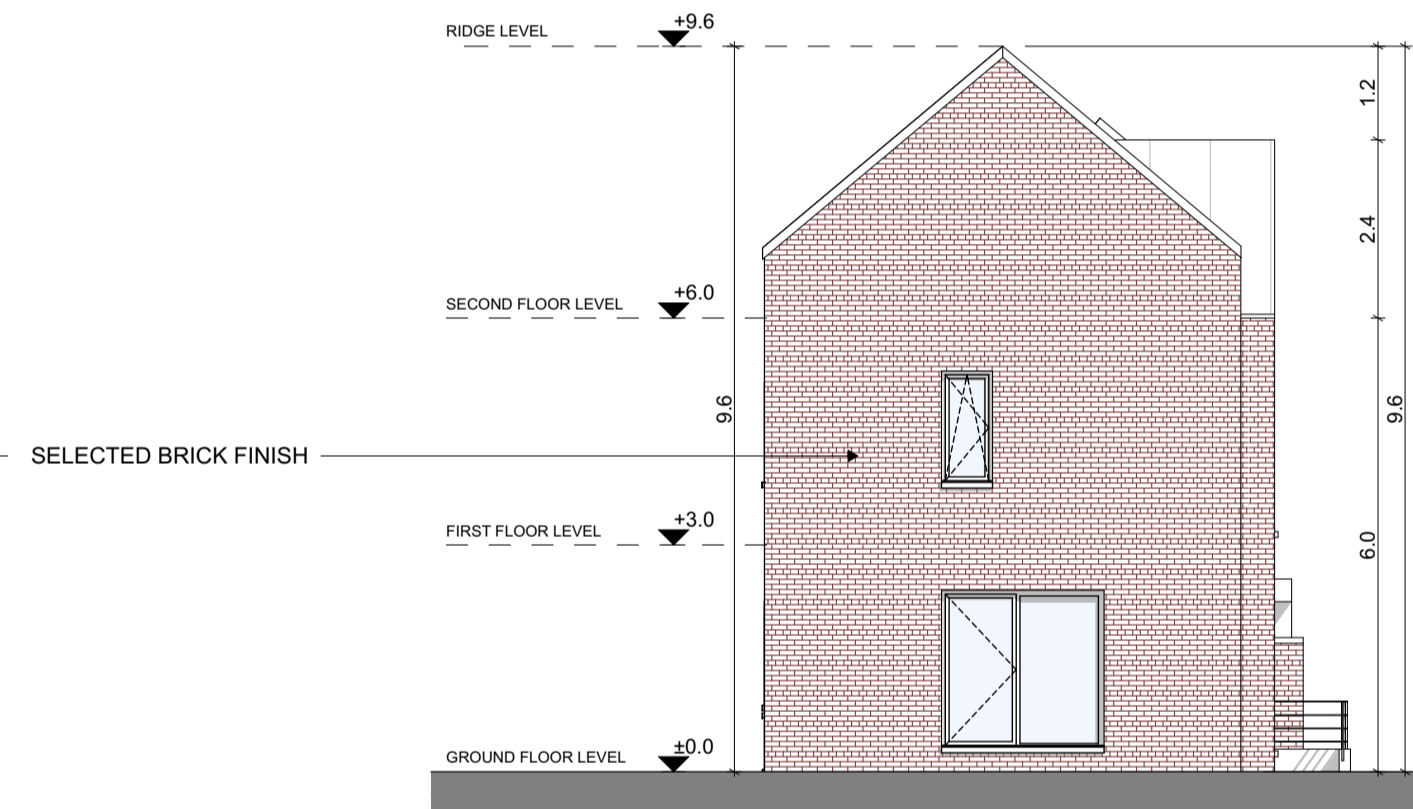 RIDGE LEVEL
+9.6
1.2
2.4
SECOND FLOOR LEVEL
+6.0
9.6
9.6
SELECTED BRICK FINISH
FIRST FLOOR LEVEL
+3.0
6.0
GROUND FLOOR LEVEL
±0.0